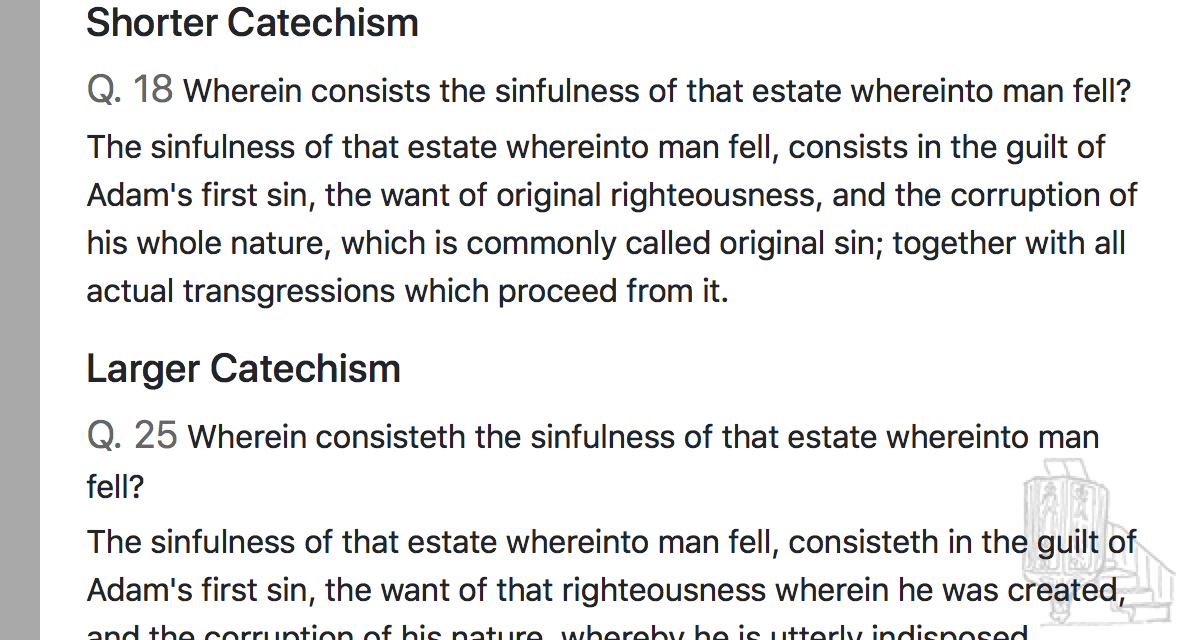 Shorter Catechism
Q. 18 Wherein consists the sinfulness of that estate whereinto man fell?
The sinfulness of that estate whereinto man fell, consists in the guilt of
Adam's first sin, the want of original righteousness, and the corruption of
his whole nature, which is commonly called original sin; together with all
actual transgressions which proceed from it.
Larger Catechism
Q. 25 Wherein consisteth the sinfulness of that estate whereinto man
fell?
The sinfulness of that estate whereinto man fell, consisteth in the guilt of
Adam's first sin, the want of that righteousness wherein he was created,
and the corruption of his nature, whereby he is utterly indisposed,